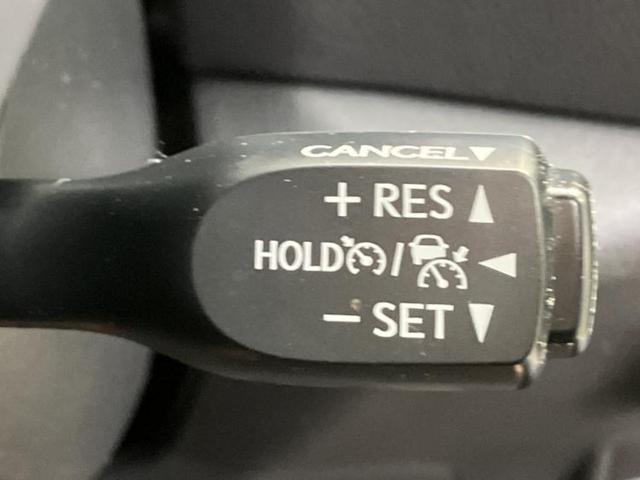 CANCEL▼
+ RES ▲
HOLD / ◀
− SET ▼